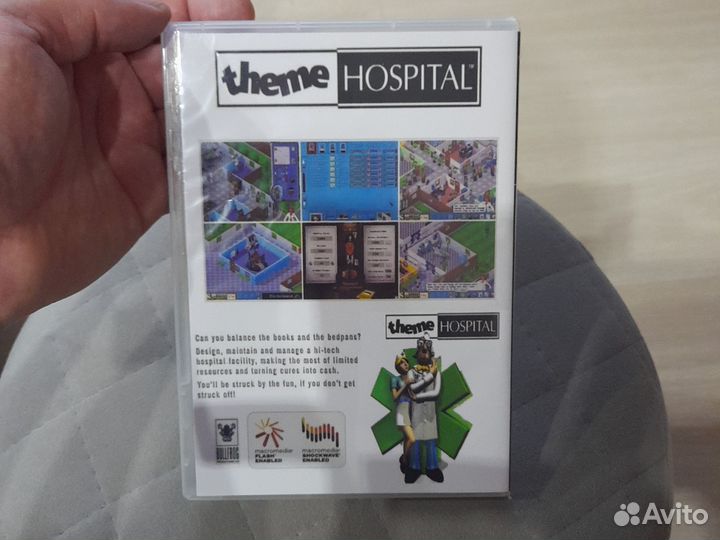 theme HOSPITAL™
Can you balance the books and the bedpans?
Design, maintain and manage a hi-tech
hospital facility, making the most of limited
resources and turning cures into cash.
You'll be struck by the fun, if you don't get
struck off!
theme HOSPITAL
BULLFROG
macromedia
FLASH
ENABLED
macromedia
SHOCKWAVE
ENABLED
Avito